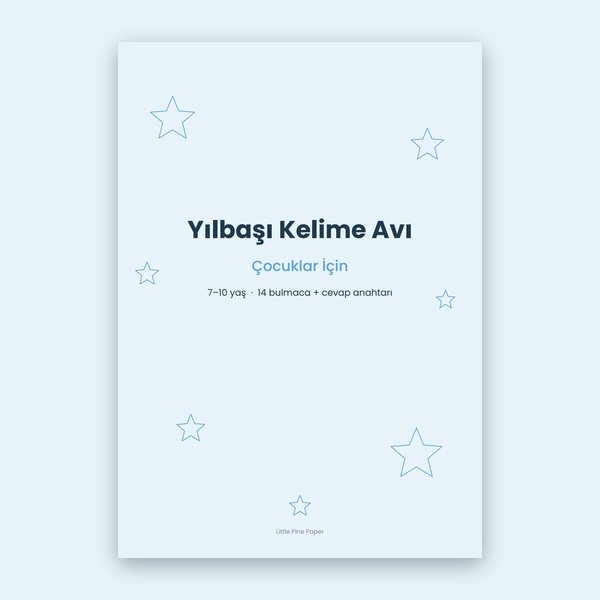 Yılbaşı Kelime Avı
Çocuklar İçin
7–10 yaş · 14 bulmaca + cevap anahtarı
Little Pine Paper